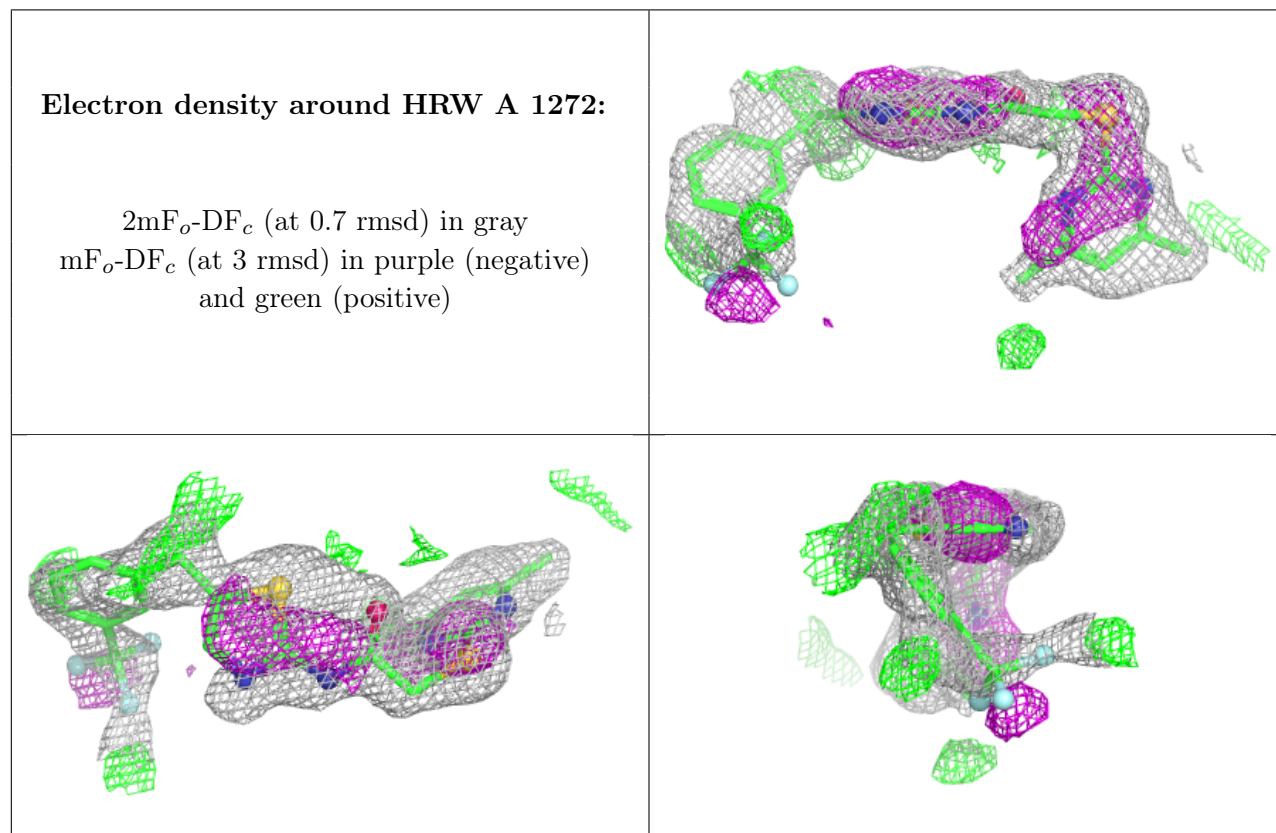 Electron density around HRW A 1272:
2mFₒ-DF𝑐 (at 0.7 rmsd) in gray
mFₒ-DF𝑐 (at 3 rmsd) in purple (negative)
and green (positive)